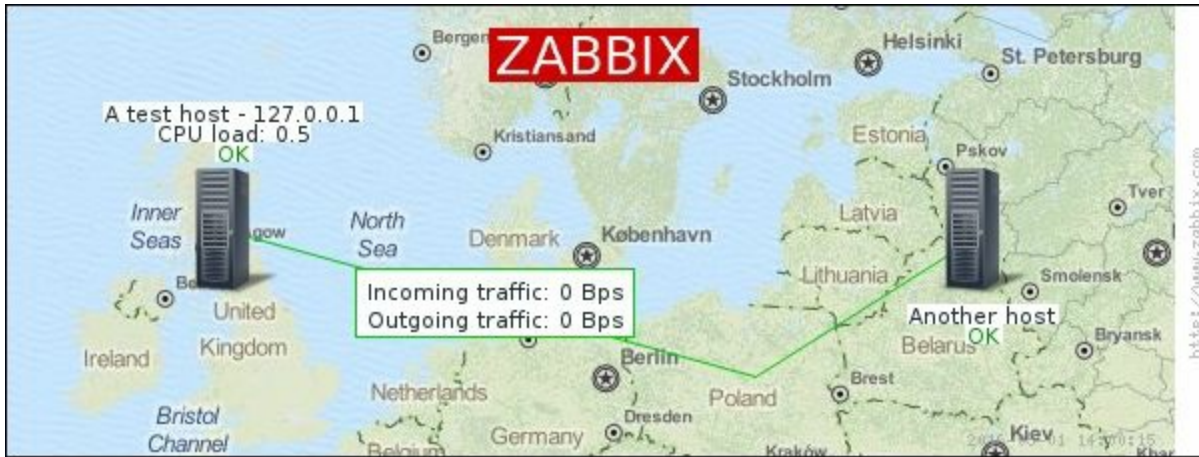 Bergen
ZABBIX
Helsinki
St. Petersburg
Stockholm
A test host - 127.0.0.1
CPU load: 0.5
OK
Kristiansand
Estonia
Pskov
Tver
Inner
Seas
gow
North
Sea
Denmark
København
Latvia
Lithuania
Smolensk
Incoming traffic: 0 Bps
Outgoing traffic: 0 Bps
United
Kingdom
Ireland
Another host
OK
Belarus
Bryansk
Berlin
Netherlands
Poland
Brest
Bristol
Channel
Dresden
Germany
Belgium
Kraków
Kiev
http://www.zabbix.com